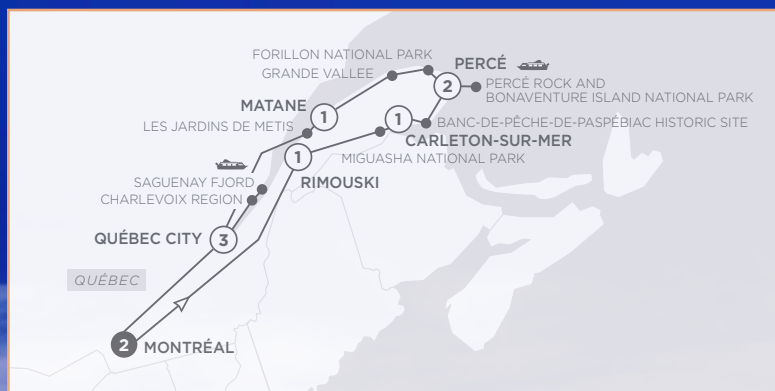 FORILLON NATIONAL PARK
GRANDE VALLEE
PERCÉ
2
PERCÉ ROCK AND
BONAVENTURE ISLAND NATIONAL PARK
MATANE
1
1
BANC-DE-PÊCHE-DE-PASPÉBIAC HISTORIC SITE
LES JARDINS DE METIS
CARLETON-SUR-MER
1
MIGUASHA NATIONAL PARK
RIMOUSKI
SAGUENAY FJORD
CHARLEVOIX REGION
QUÉBEC CITY
3
QUÉBEC
2
MONTRÉAL